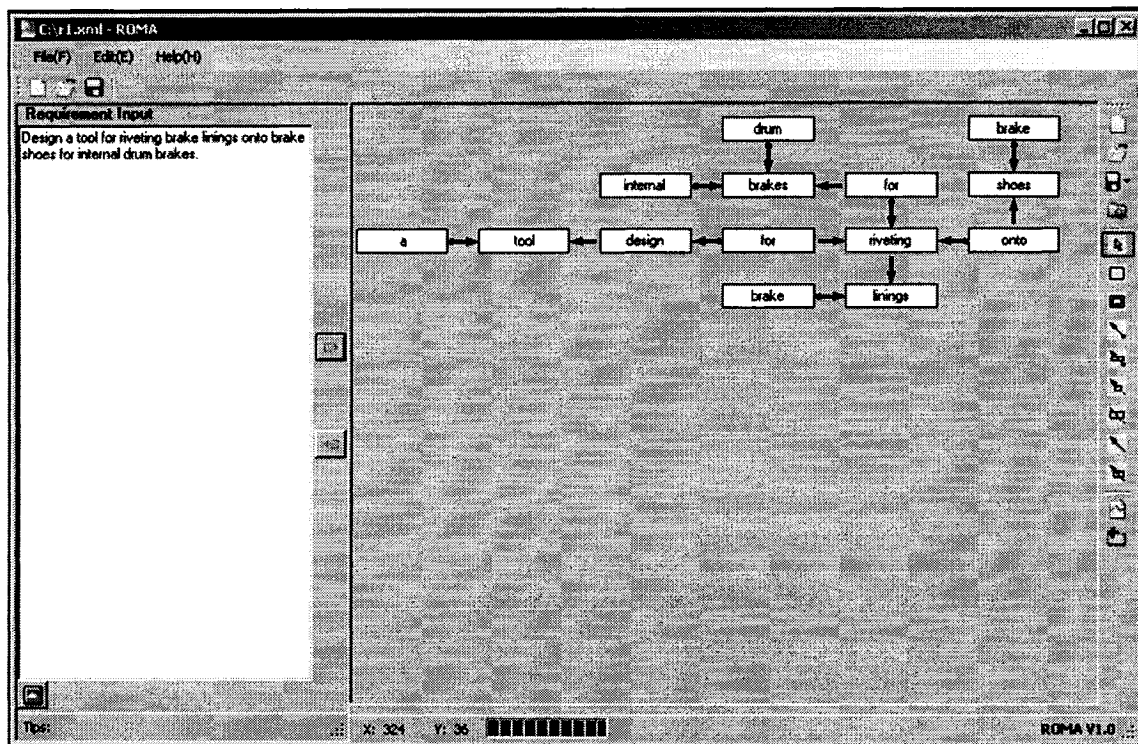 C:\r1.xml - ROMA
File(F) Edit(E) Help(H)
Requirement Input
Design a tool for riveting brake linings onto brake
shoes for internal drum brakes.
drum brake
internal brakes for shoes
a tool design for riveting onto
brake linings
Tips: X: 324 Y: 36 ROMA V1.0